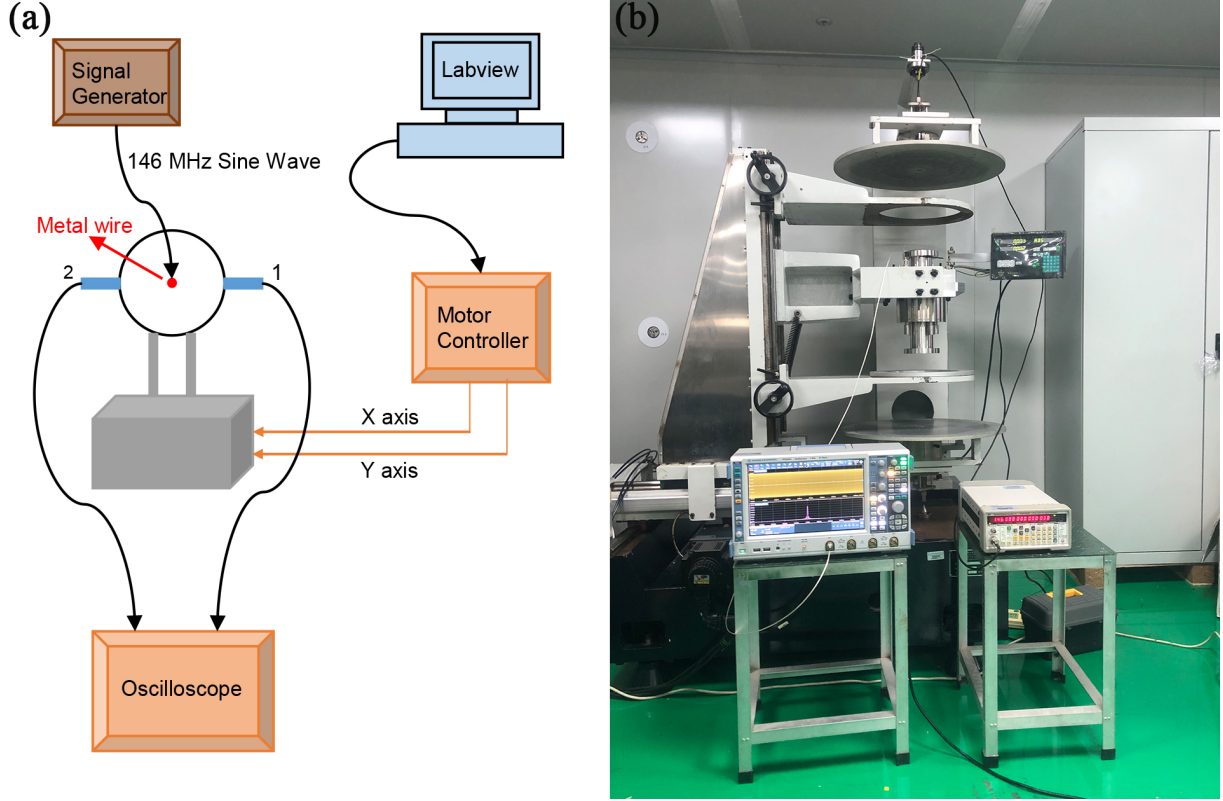 (a)
Signal
Generator
146 MHz Sine Wave
Metal wire
2
1
Labview
Motor
Controller
X axis
Y axis
Oscilloscope
(b)